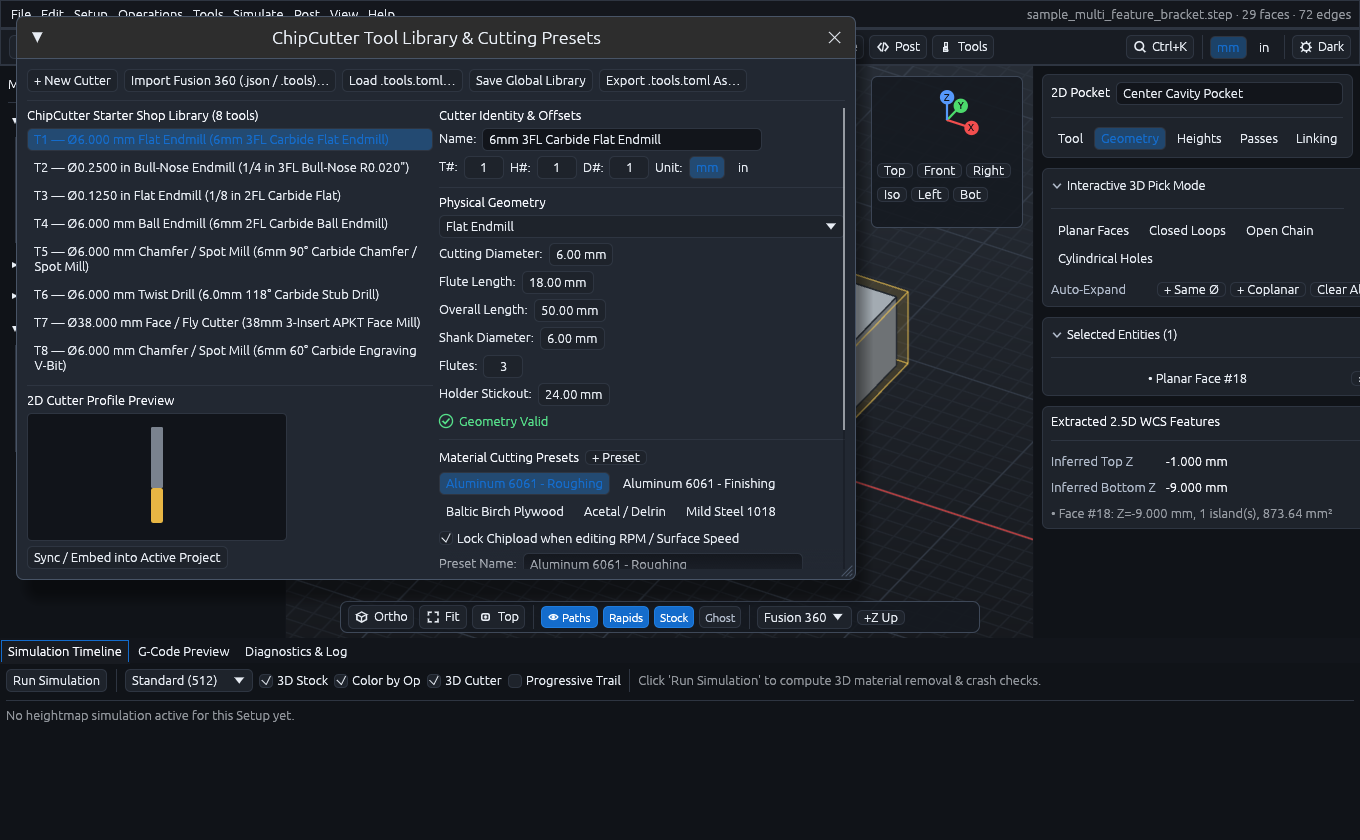 File Edit Setup Operations Tools Simulate Post View Help
sample_multi_feature_bracket.step · 29 faces · 72 edges
Post Tools Ctrl+K mm in Dark
ChipCutter Tool Library & Cutting Presets
+ New Cutter Import Fusion 360 (.json / .tools)... Load .tools.toml... Save Global Library Export .tools.toml As...
ChipCutter Starter Shop Library (8 tools)
T1 — Ø6.000 mm Flat Endmill (6mm 3FL Carbide Flat Endmill)
T2 — Ø0.2500 in Bull-Nose Endmill (1/4 in 3FL Bull-Nose R0.020")
T3 — Ø0.1250 in Flat Endmill (1/8 in 2FL Carbide Flat)
T4 — Ø6.000 mm Ball Endmill (6mm 2FL Carbide Ball Endmill)
T5 — Ø6.000 mm Chamfer / Spot Mill (6mm 90° Carbide Chamfer /
Spot Mill)
T6 — Ø6.000 mm Twist Drill (6.0mm 118° Carbide Stub Drill)
T7 — Ø38.000 mm Face / Fly Cutter (38mm 3-Insert APKT Face Mill)
T8 — Ø6.000 mm Chamfer / Spot Mill (6mm 60° Carbide Engraving
V-Bit)
2D Cutter Profile Preview
Sync / Embed into Active Project
Cutter Identity & Offsets
Name: 6mm 3FL Carbide Flat Endmill
T#: 1 H#: 1 D#: 1 Unit: mm in
Physical Geometry
Flat Endmill
Cutting Diameter: 6.00 mm
Flute Length: 18.00 mm
Overall Length: 50.00 mm
Shank Diameter: 6.00 mm
Flutes: 3
Holder Stickout: 24.00 mm
Geometry Valid
Material Cutting Presets + Preset
Aluminum 6061 - Roughing Aluminum 6061 - Finishing
Baltic Birch Plywood Acetal / Delrin Mild Steel 1018
Lock Chipload when editing RPM / Surface Speed
Preset Name: Aluminum 6061 - Roughing
Z Y X
Top Front Right
Iso Left Bot
2D Pocket Center Cavity Pocket
Tool Geometry Heights Passes Linking
Interactive 3D Pick Mode
Planar Faces Closed Loops Open Chain
Cylindrical Holes
Auto-Expand + Same Ø + Coplanar Clear Al
Selected Entities (1)
• Planar Face #18
Extracted 2.5D WCS Features
Inferred Top Z -1.000 mm
Inferred Bottom Z -9.000 mm
• Face #18: Z=-9.000 mm, 1 island(s), 873.64 mm²
Ortho Fit Top Paths Rapids Stock Ghost Fusion 360 +Z Up
Simulation Timeline G-Code Preview Diagnostics & Log
Run Simulation Standard (512) 3D Stock Color by Op 3D Cutter Progressive Trail Click 'Run Simulation' to compute 3D material removal & crash checks.
No heightmap simulation active for this Setup yet.